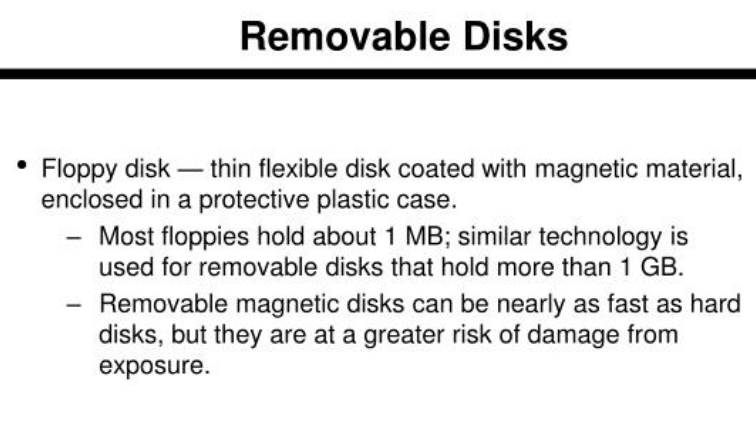 Removable Disks
• Floppy disk — thin flexible disk coated with magnetic material,
enclosed in a protective plastic case.
– Most floppies hold about 1 MB; similar technology is
used for removable disks that hold more than 1 GB.
– Removable magnetic disks can be nearly as fast as hard
disks, but they are at a greater risk of damage from
exposure.